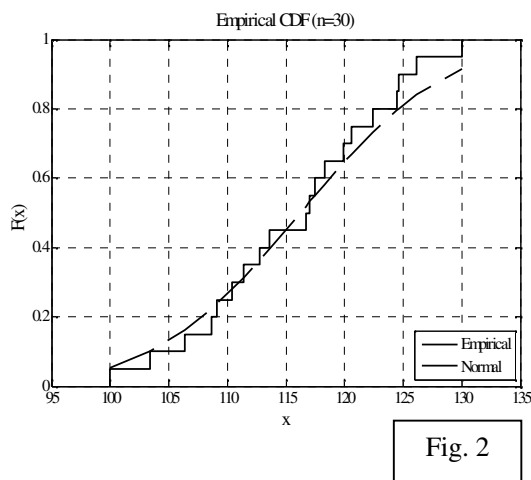 Empirical CDF (n=30)
1
0.8
0.6
0.4
0.2
0
F(x)
95 100 105 110 115 120 125 130 135
x
Empirical
Normal
Fig. 2